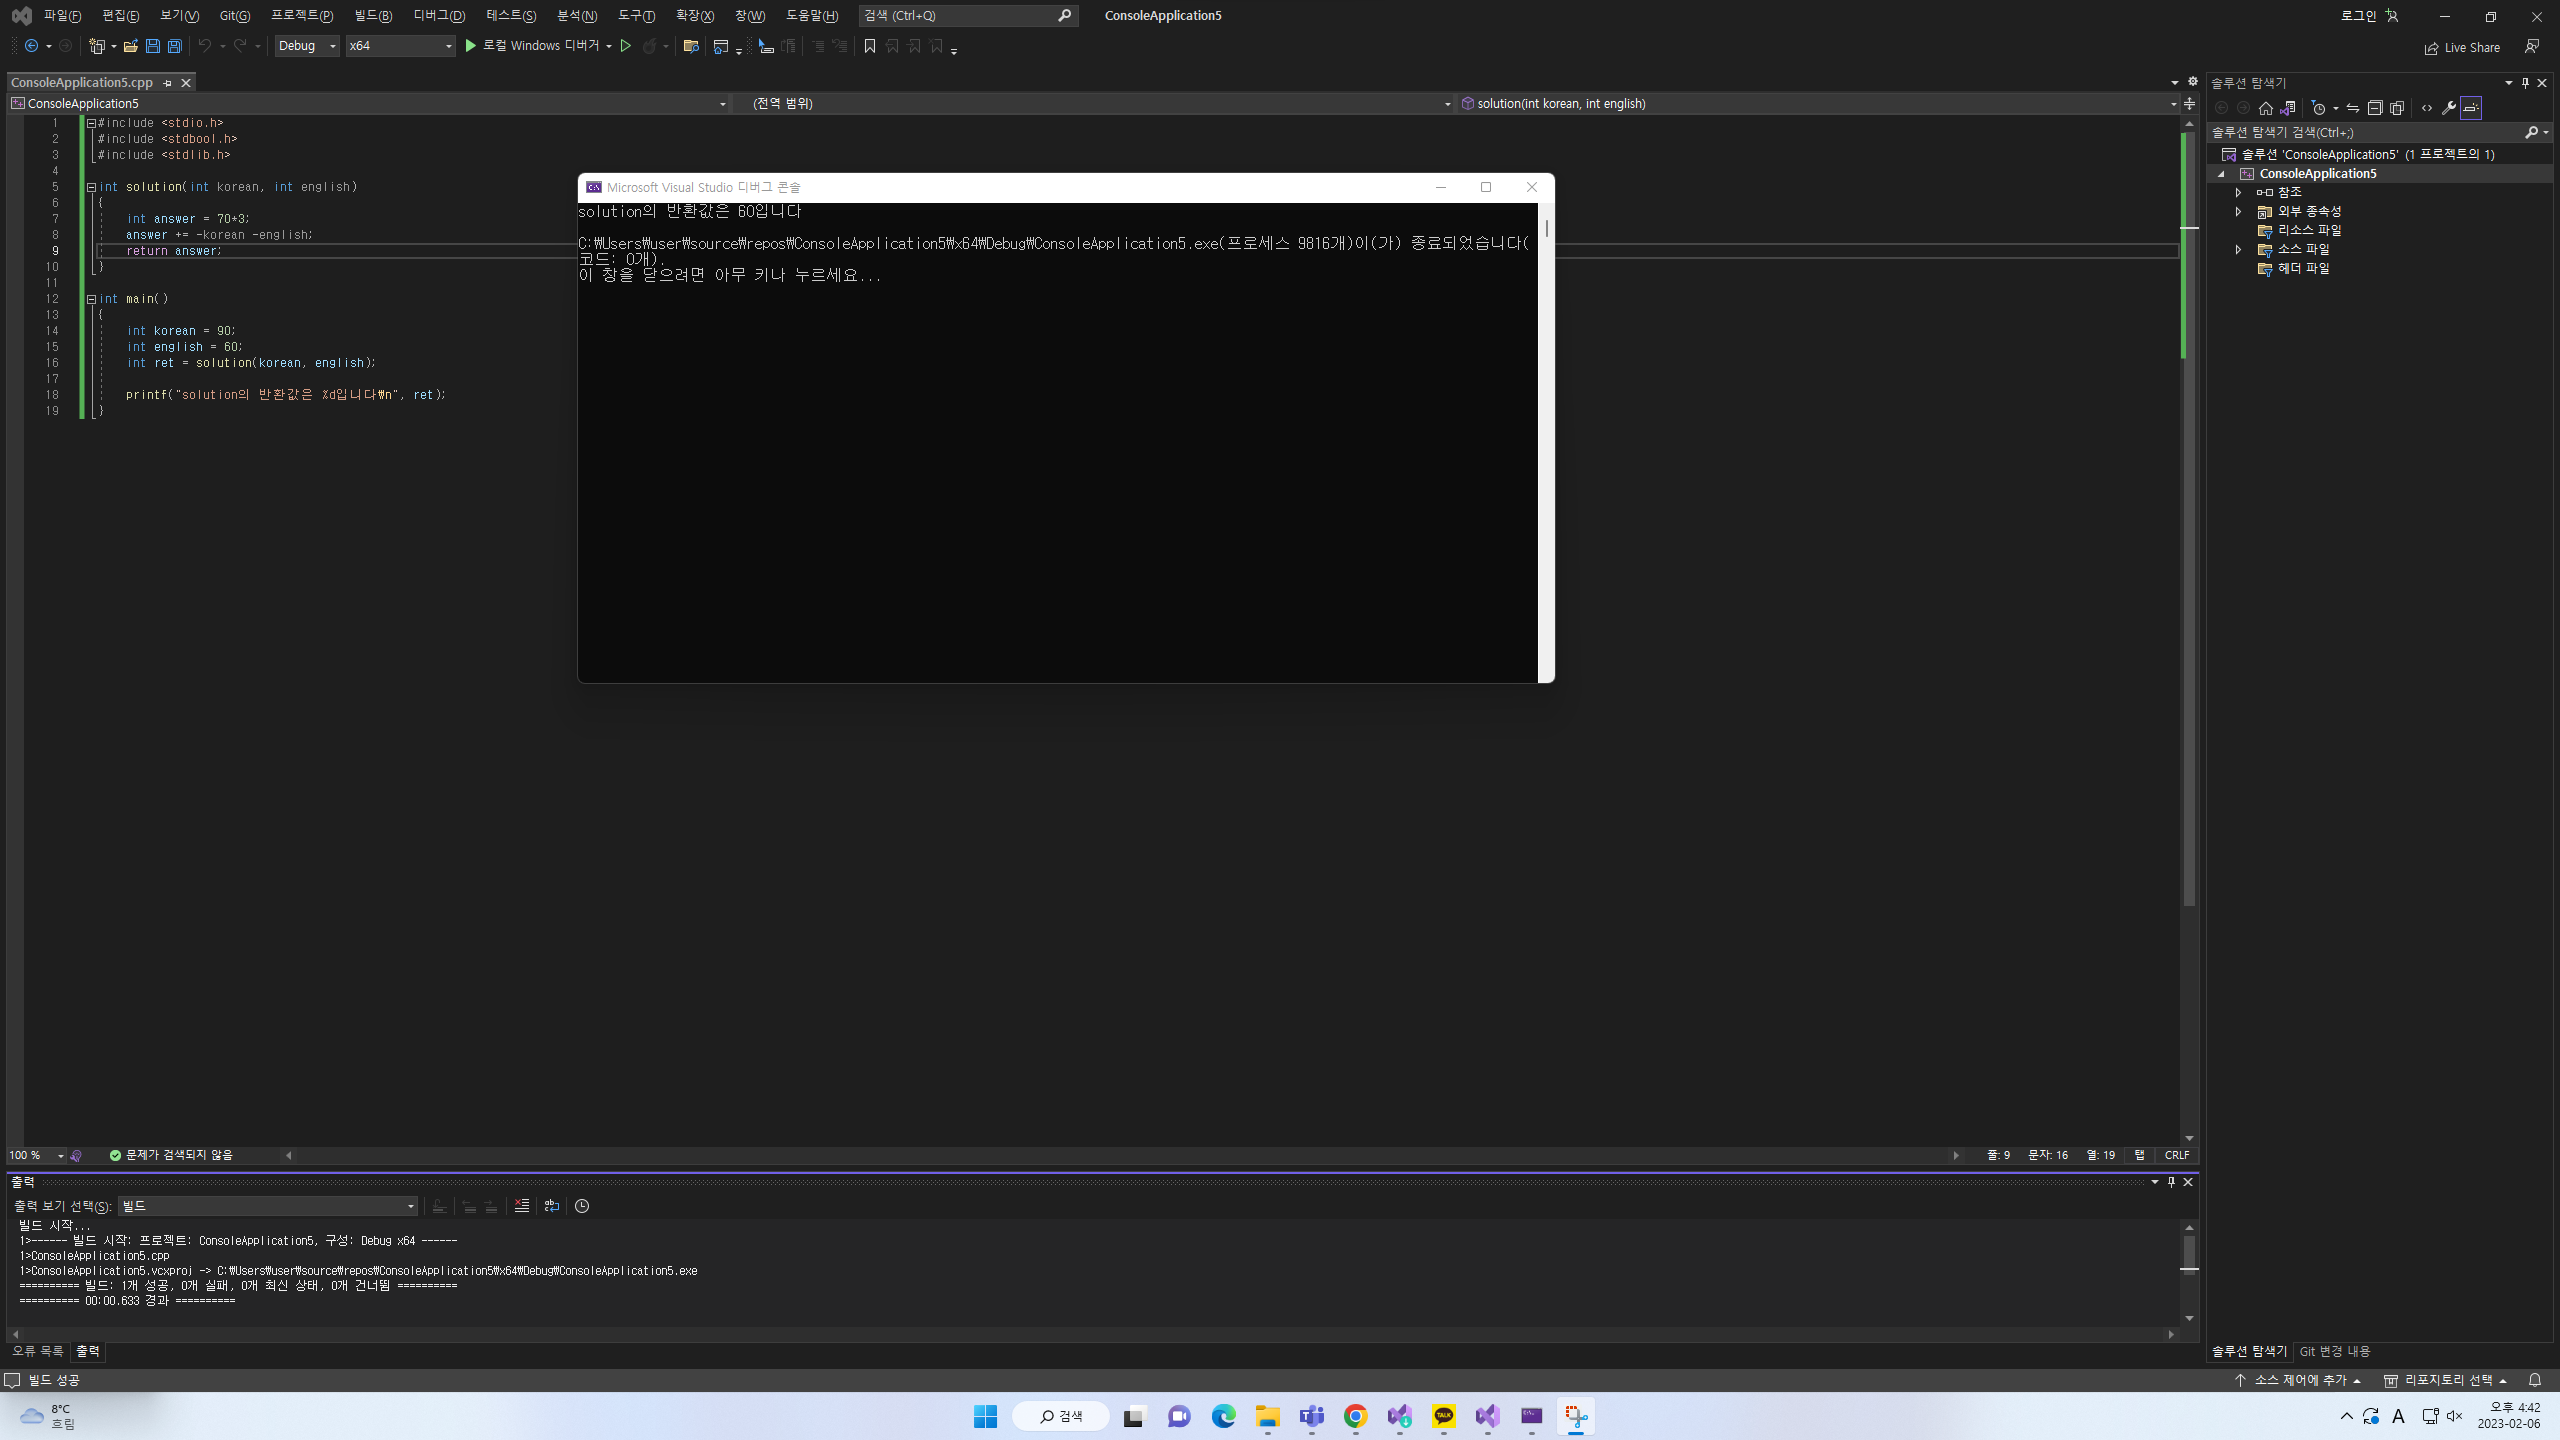 파일(F) 편집(E) 보기(V) Git(G) 프로젝트(P) 빌드(B) 디버그(D) 테스트(S) 분석(N) 도구(T) 확장(X) 창(W) 도움말(H) 검색 (Ctrl+Q) ConsoleApplication5 로그인
Debug x64 로컬 Windows 디버거 Live Share
ConsoleApplication5.cpp
ConsoleApplication5 (전역 범위) solution(int korean, int english)
1 #include <stdio.h>
2 #include <stdbool.h>
3 #include <stdlib.h>
4
5 int solution(int korean, int english)
6 {
7 int answer = 70*3;
8 answer += -korean -english;
9 return answer;
10 }
11
12 int main()
13 {
14 int korean = 90;
15 int english = 60;
16 int ret = solution(korean, english);
17
18 printf("solution의 반환값은 %d입니다₩n", ret);
19 }
Microsoft Visual Studio 디버그 콘솔
solution의 반환값은 60입니다
C:₩Users₩user₩source₩repos₩ConsoleApplication5₩x64₩Debug₩ConsoleApplication5.exe(프로세스 9816개)이(가) 종료되었습니다(
코드: 0개).
이 창을 닫으려면 아무 키나 누르세요...
솔루션 탐색기
솔루션 탐색기 검색(Ctrl+;)
솔루션 'ConsoleApplication5' (1 프로젝트의 1)
ConsoleApplication5
참조
외부 종속성
리소스 파일
소스 파일
헤더 파일
100 % 문제가 검색되지 않음 줄: 9 문자: 16 열: 19 탭 CRLF
출력
출력 보기 선택(S): 빌드
빌드 시작...
1>------ 빌드 시작: 프로젝트: ConsoleApplication5, 구성: Debug x64 ------
1>ConsoleApplication5.cpp
1>ConsoleApplication5.vcxproj -> C:₩Users₩user₩source₩repos₩ConsoleApplication5₩x64₩Debug₩ConsoleApplication5.exe
========== 빌드: 1개 성공, 0개 실패, 0개 최신 상태, 0개 건너뜀 ==========
========== 00:00.633 경과 ==========
오류 목록 출력
솔루션 탐색기 Git 변경 내용
빌드 성공 소스 제어에 추가 리포지토리 선택
8°C
흐림
검색
TALK
A
오후 4:42
2023-02-06